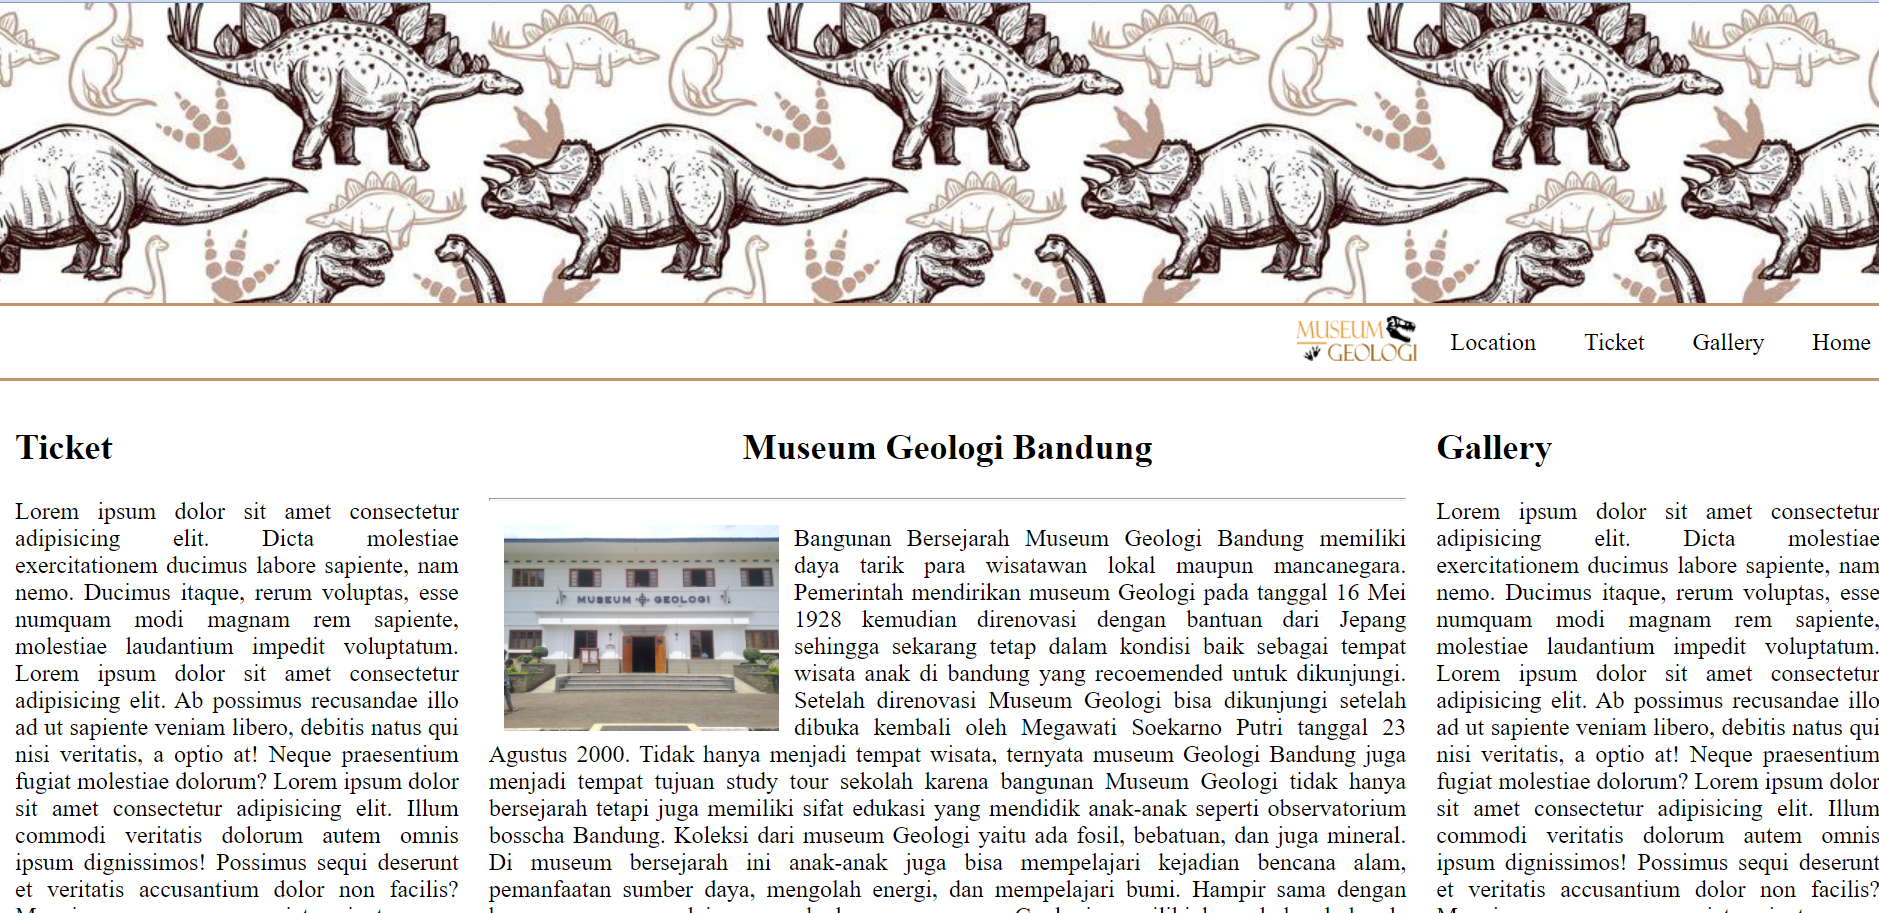 MUSEUM
GEOLOGI
Location Ticket Gallery Home
Ticket
Lorem ipsum dolor sit amet consectetur
adipisicing elit. Dicta molestiae
exercitationem ducimus labore sapiente, nam
nemo. Ducimus itaque, rerum voluptas, esse
numquam modi magnam rem sapiente,
molestiae laudantium impedit voluptatum.
Lorem ipsum dolor sit amet consectetur
adipisicing elit. Ab possimus recusandae illo
ad ut sapiente veniam libero, debitis natus qui
nisi veritatis, a optio at! Neque praesentium
fugiat molestiae dolorum? Lorem ipsum dolor
sit amet consectetur adipisicing elit. Illum
commodi veritatis dolorum autem omnis
ipsum dignissimos! Possimus sequi deserunt
et veritatis accusantium dolor non facilis?
Museum Geologi Bandung
MUSEUM GEOLOGI
Bangunan Bersejarah Museum Geologi Bandung memiliki
daya tarik para wisatawan lokal maupun mancanegara.
Pemerintah mendirikan museum Geologi pada tanggal 16 Mei
1928 kemudian direnovasi dengan bantuan dari Jepang
sehingga sekarang tetap dalam kondisi baik sebagai tempat
wisata anak di bandung yang recoemended untuk dikunjungi.
Setelah direnovasi Museum Geologi bisa dikunjungi setelah
dibuka kembali oleh Megawati Soekarno Putri tanggal 23
Agustus 2000. Tidak hanya menjadi tempat wisata, ternyata museum Geologi Bandung juga
menjadi tempat tujuan study tour sekolah karena bangunan Museum Geologi tidak hanya
bersejarah tetapi juga memiliki sifat edukasi yang mendidik anak-anak seperti observatorium
bosscha Bandung. Koleksi dari museum Geologi yaitu ada fosil, bebatuan, dan juga mineral.
Di museum bersejarah ini anak-anak juga bisa mempelajari kejadian bencana alam,
pemanfaatan sumber daya, mengolah energi, dan mempelajari bumi. Hampir sama dengan
Gallery
Lorem ipsum dolor sit amet consectetur
adipisicing elit. Dicta molestiae
exercitationem ducimus labore sapiente, nam
nemo. Ducimus itaque, rerum voluptas, esse
numquam modi magnam rem sapiente,
molestiae laudantium impedit voluptatum.
Lorem ipsum dolor sit amet consectetur
adipisicing elit. Ab possimus recusandae illo
ad ut sapiente veniam libero, debitis natus qui
nisi veritatis, a optio at! Neque praesentium
fugiat molestiae dolorum? Lorem ipsum dolor
sit amet consectetur adipisicing elit. Illum
commodi veritatis dolorum autem omnis
ipsum dignissimos! Possimus sequi deserunt
et veritatis accusantium dolor non facilis?